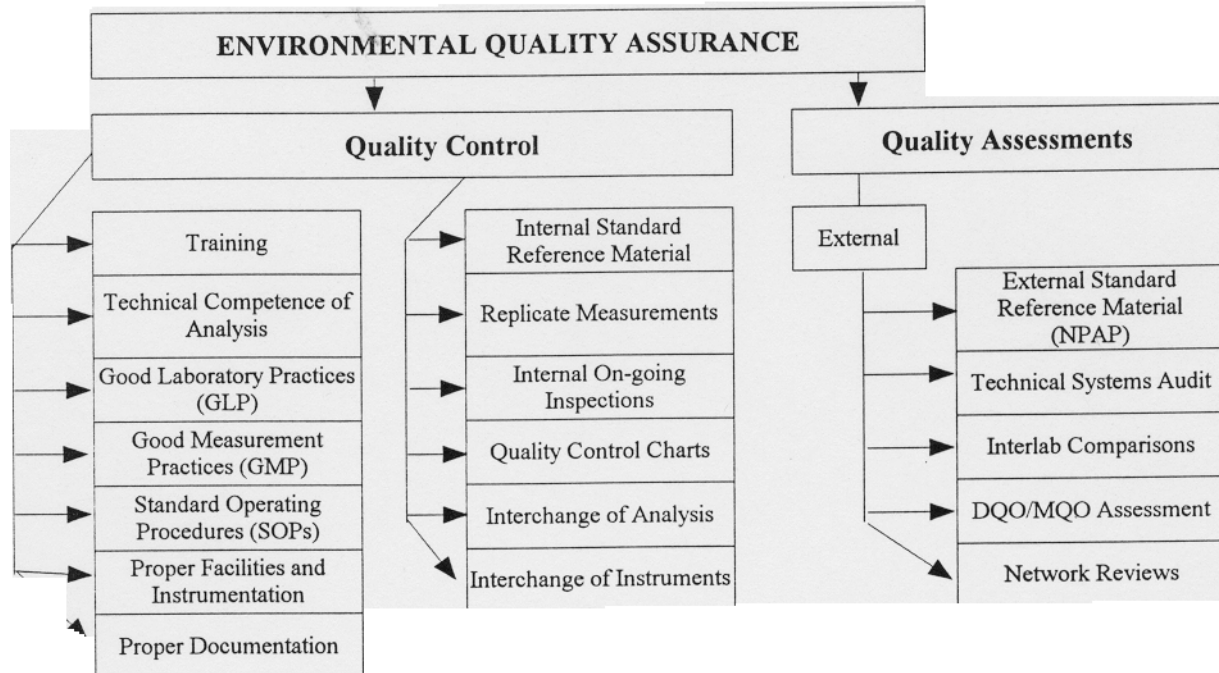 ENVIRONMENTAL QUALITY ASSURANCE
Quality Control
Quality Assessments
Training
Technical Competence of
Analysis
Good Laboratory Practices
(GLP)
Good Measurement
Practices (GMP)
Standard Operating
Procedures (SOPs)
Proper Facilities and
Instrumentation
Proper Documentation
Internal Standard
Reference Material
Replicate Measurements
Internal On-going
Inspections
Quality Control Charts
Interchange of Analysis
Interchange of Instruments
External
External Standard
Reference Material
(NPAP)
Technical Systems Audit
Interlab Comparisons
DQO/MQO Assessment
Network Reviews